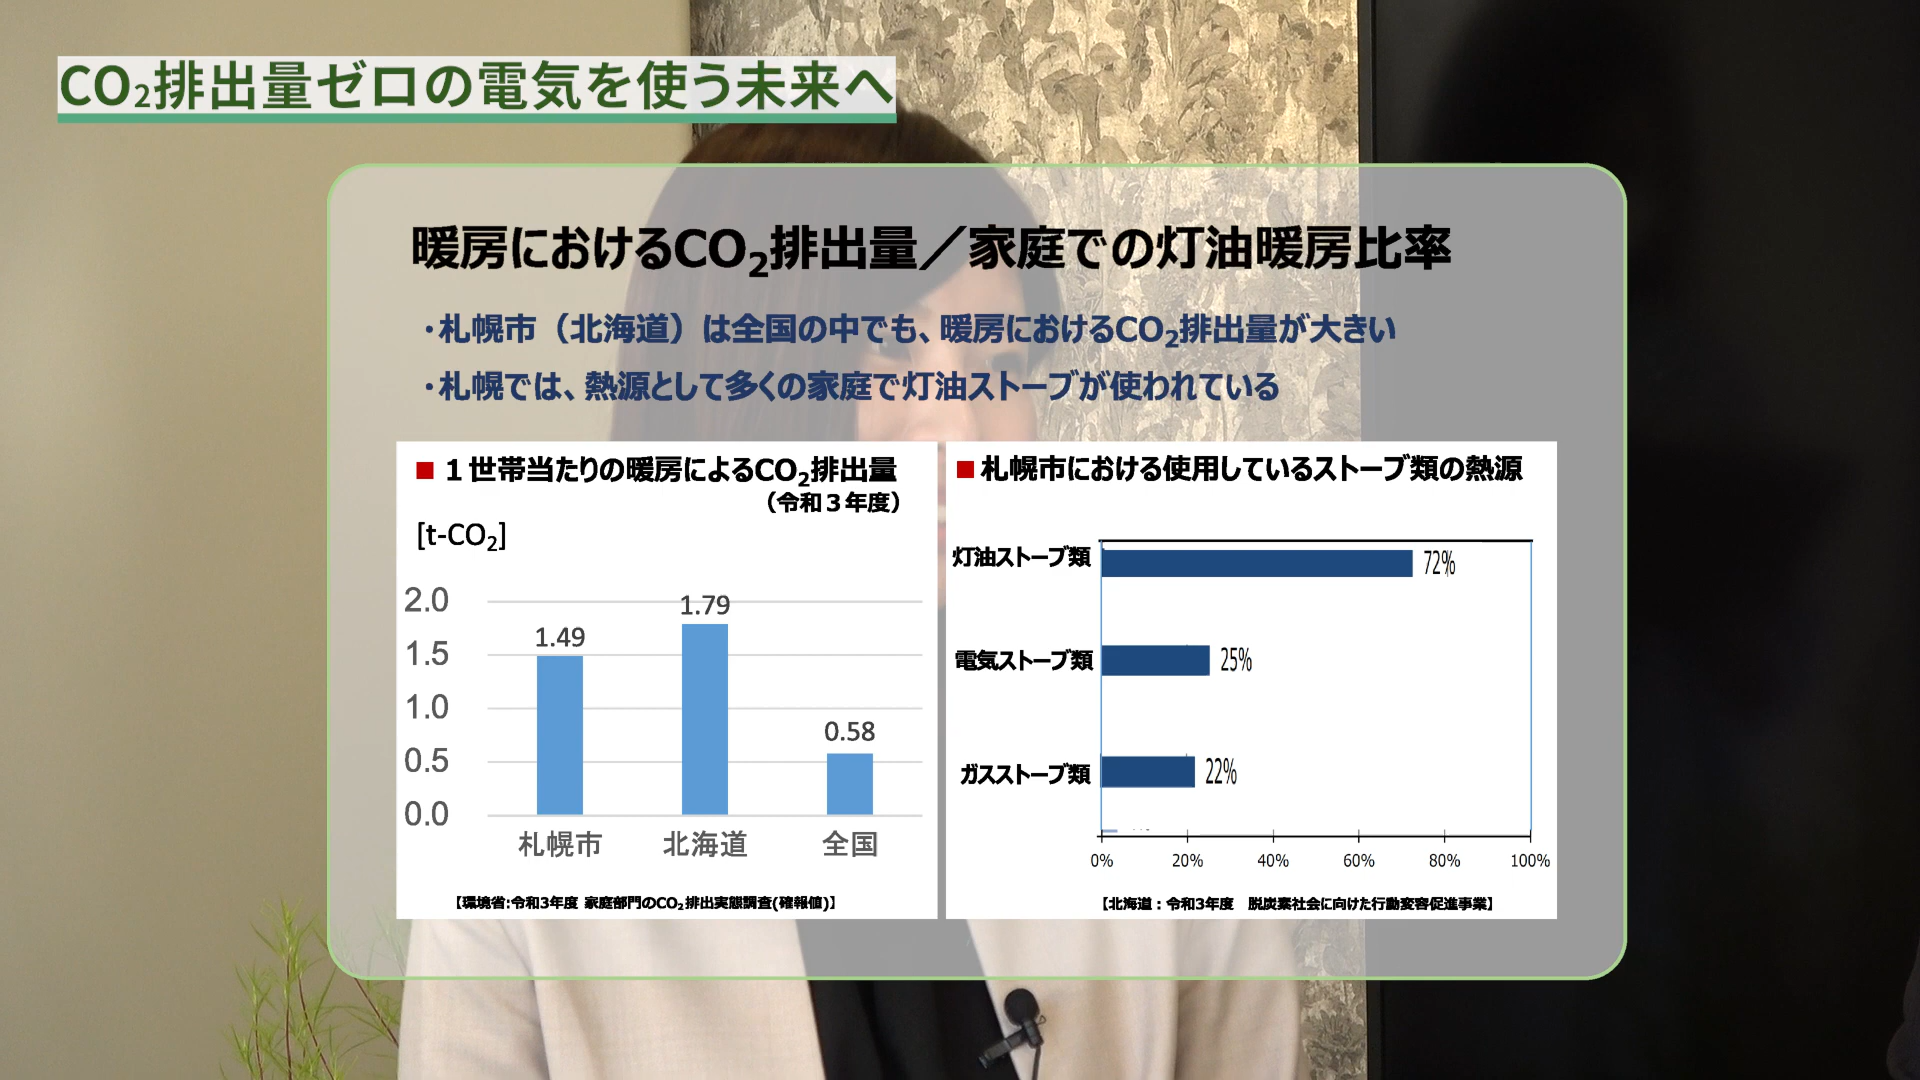 CO₂排出量ゼロの電気を使う未来へ
暖房におけるCO₂排出量／家庭での灯油暖房比率
・札幌市（北海道）は全国の中でも、暖房におけるCO₂排出量が大きい
・札幌では、熱源として多くの家庭で灯油ストーブが使われている
■ １世帯当たりの暖房によるCO₂排出量
（令和３年度）
[t-CO₂]
2.0
1.5
1.0
0.5
0.0
1.49
1.79
0.58
札幌市
北海道
全国
【環境省:令和3年度 家庭部門のCO₂排出実態調査(確報値)】
■ 札幌市における使用しているストーブ類の熱源
灯油ストーブ類
72%
電気ストーブ類
25%
ガスストーブ類
22%
0% 20% 40% 60% 80% 100%
【北海道：令和3年度　脱炭素社会に向けた行動変容促進事業】